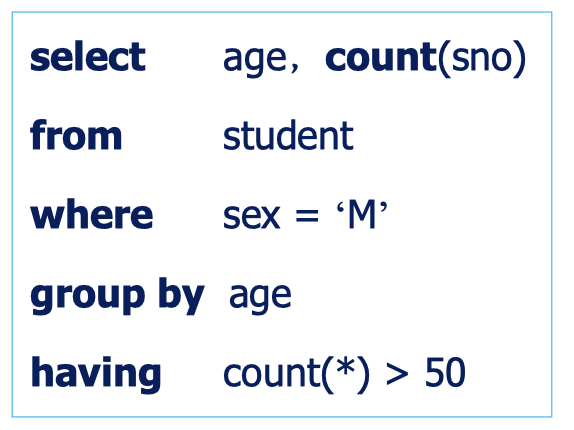 select age，count(sno)
from student
where sex = ‘M’
group by age
having count(*) > 50